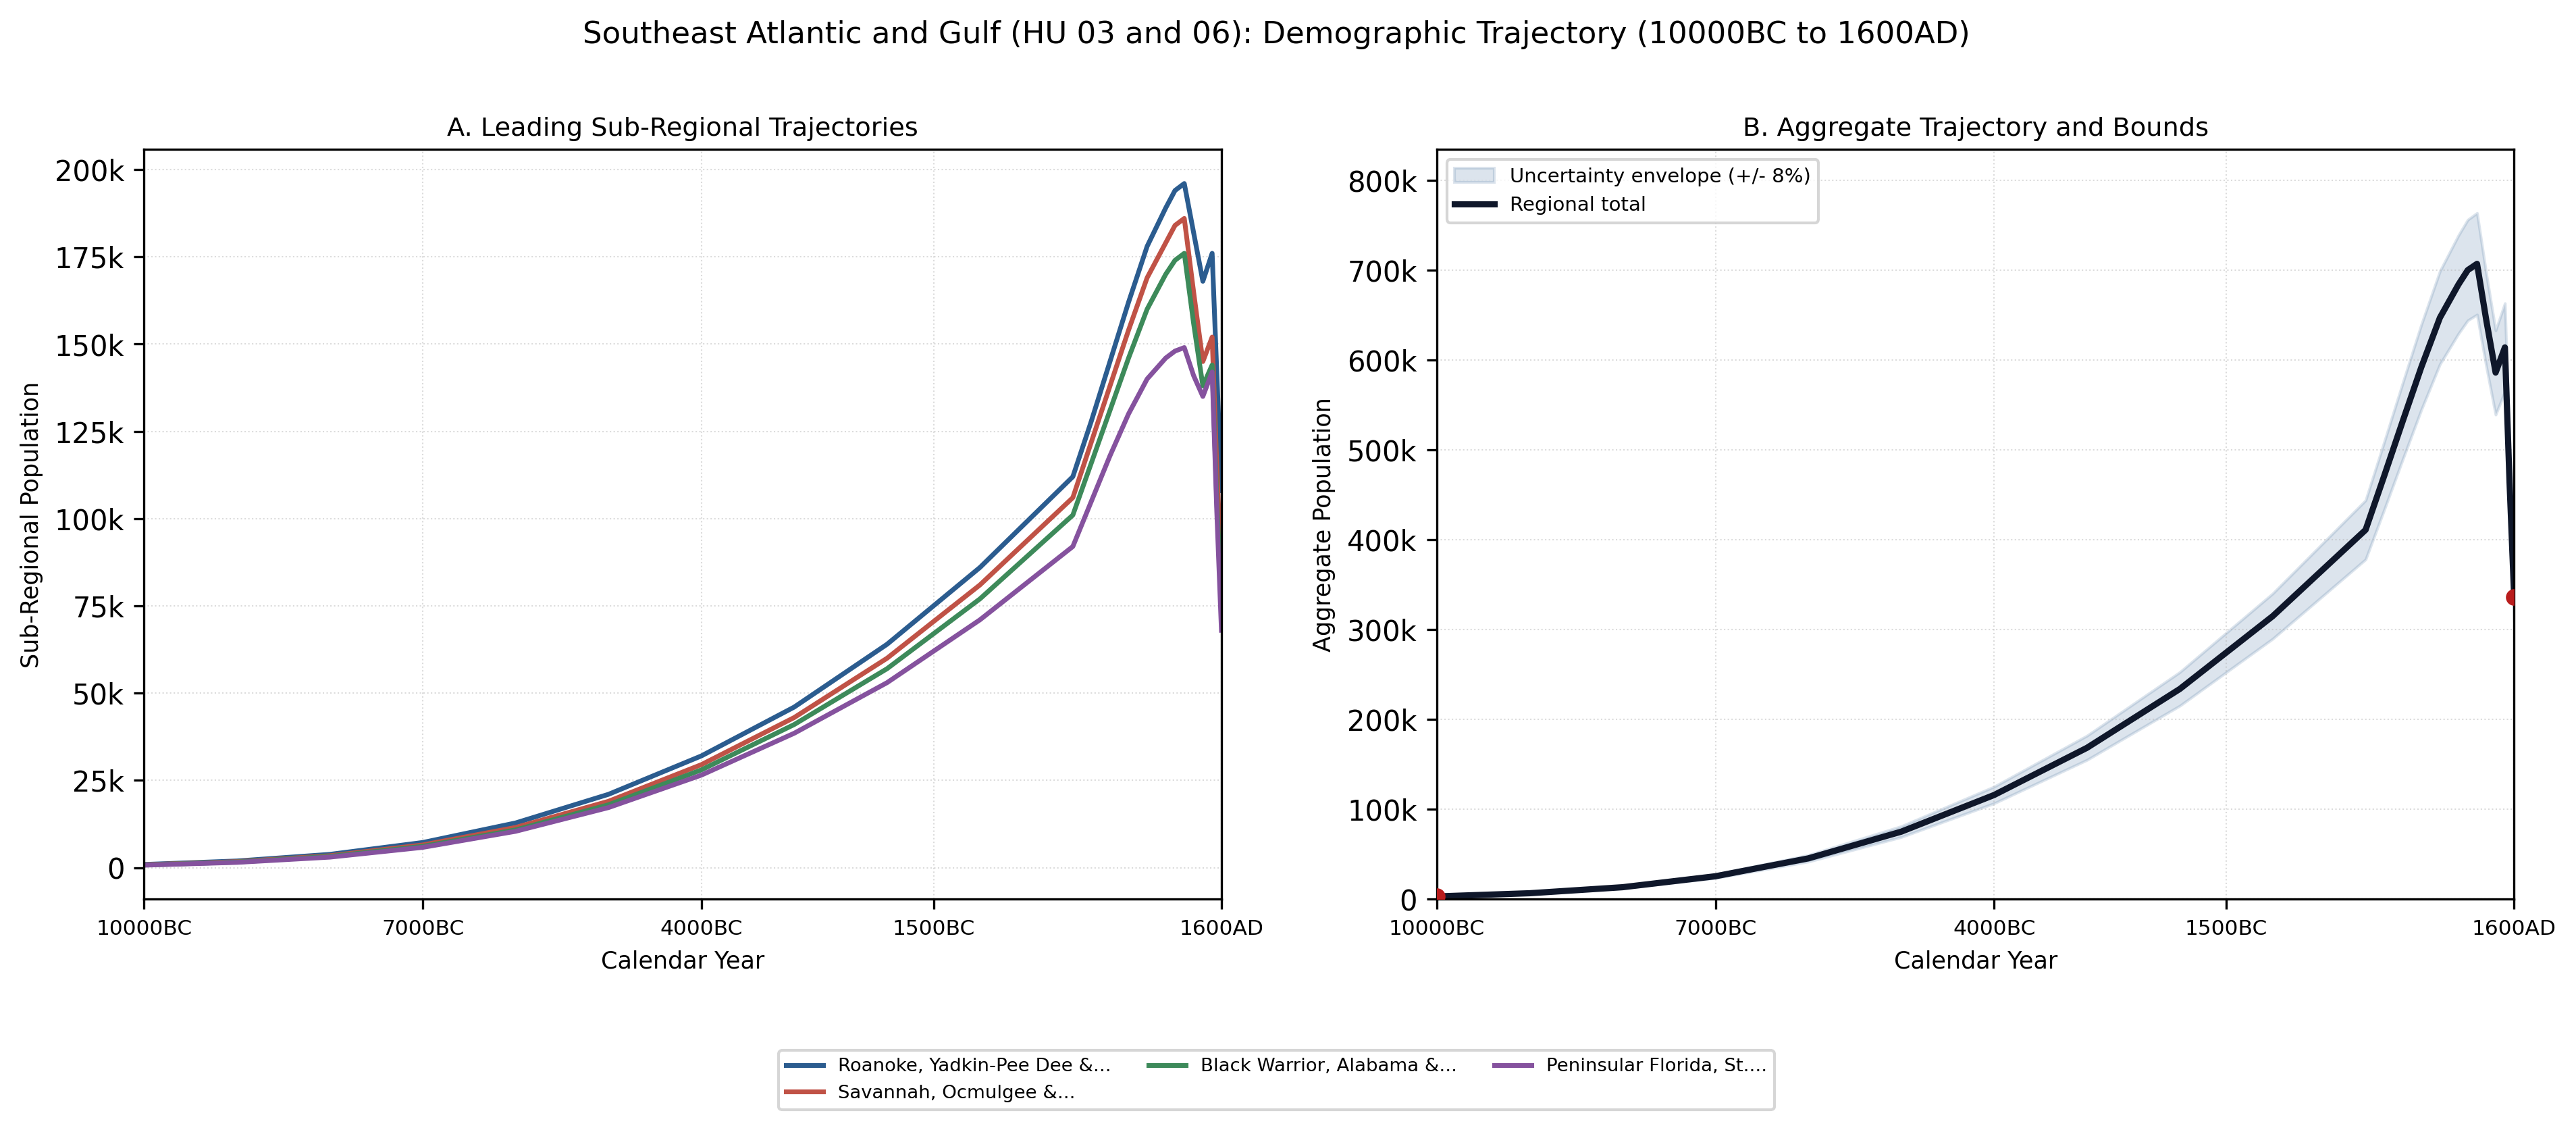 Southeast Atlantic and Gulf (HU 03 and 06): Demographic Trajectory (10000BC to 1600AD)
A. Leading Sub-Regional Trajectories
200k
175k
150k
125k
100k
75k
50k
25k
0
Sub-Regional Population
10000BC
7000BC
4000BC
1500BC
1600AD
Calendar Year
B. Aggregate Trajectory and Bounds
Uncertainty envelope (+/- 8%)
Regional total
800k
700k
600k
500k
400k
300k
200k
100k
0
Aggregate Population
10000BC
7000BC
4000BC
1500BC
1600AD
Calendar Year
Roanoke, Yadkin-Pee Dee &...
Savannah, Ocmulgee &...
Black Warrior, Alabama &...
Peninsular Florida, St....